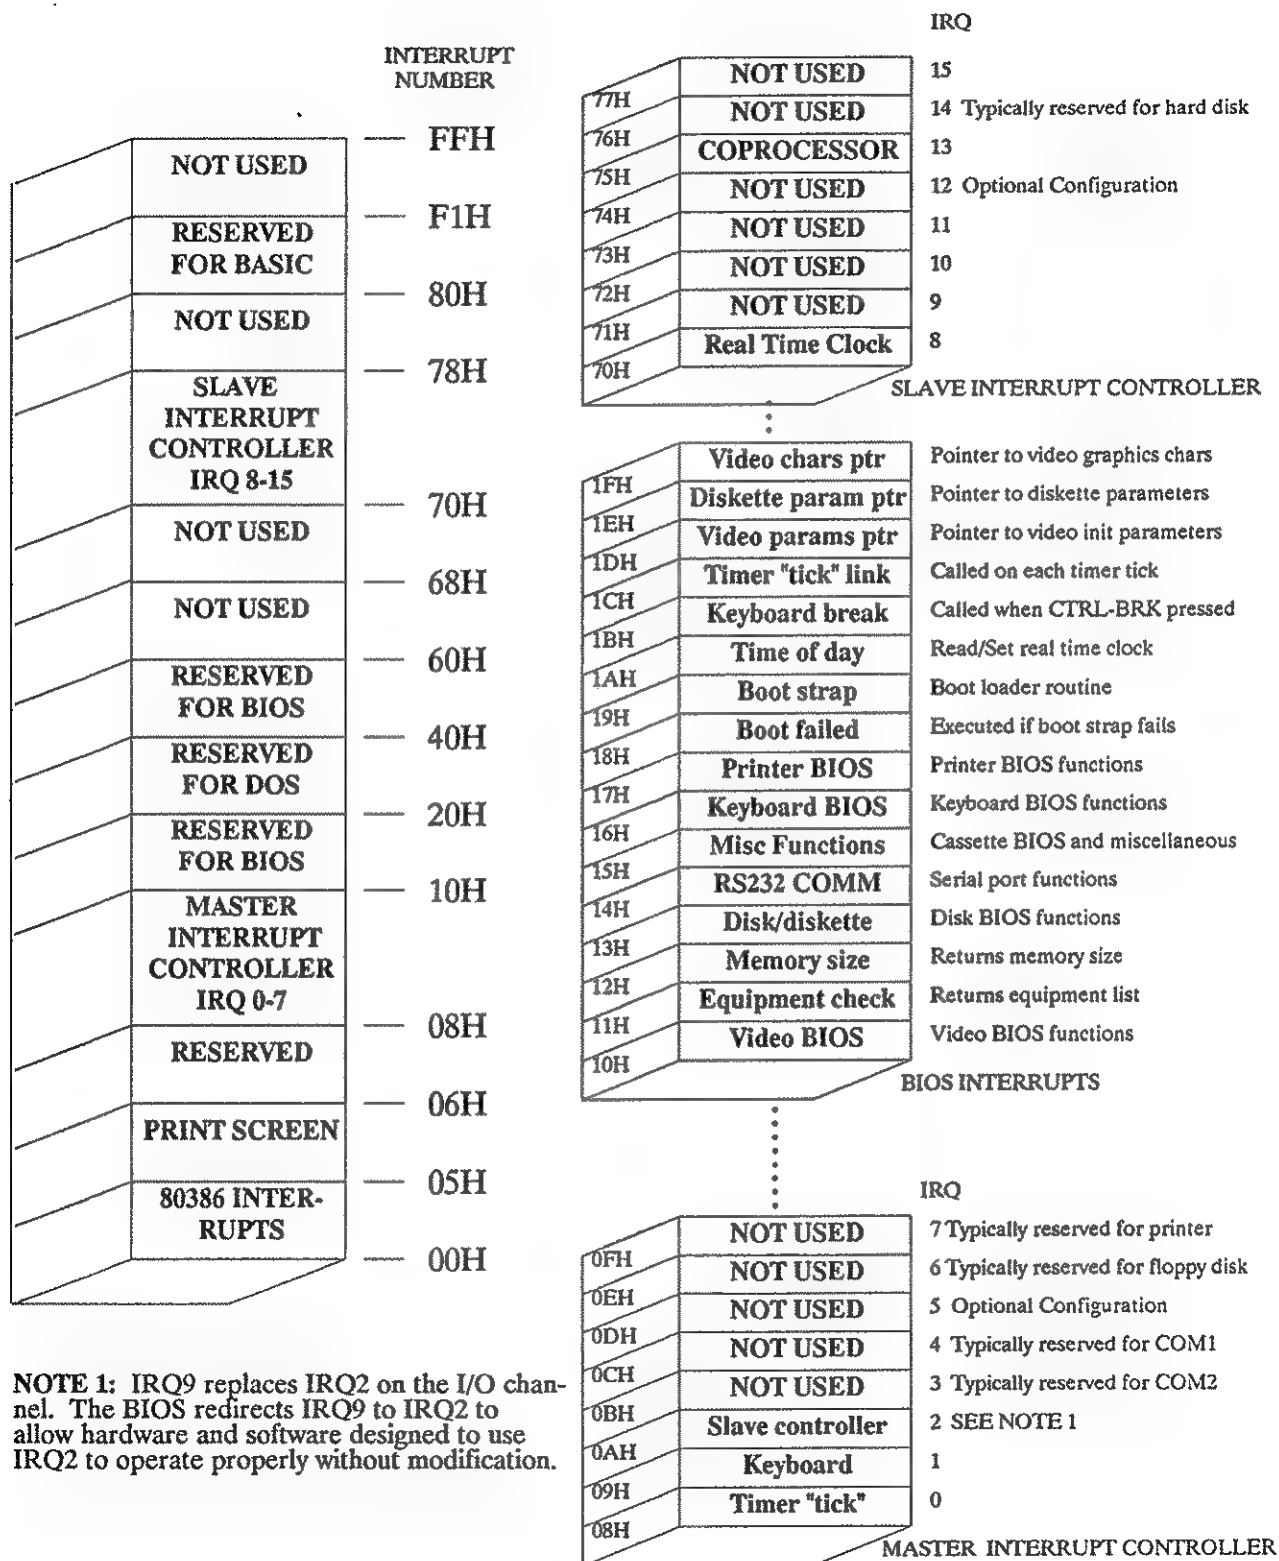 INTERRUPT
NUMBER
FFH
NOT USED
F1H
RESERVED
FOR BASIC
80H
NOT USED
78H
SLAVE
INTERRUPT
CONTROLLER
IRQ 8-15
70H
NOT USED
68H
NOT USED
60H
RESERVED
FOR BIOS
40H
RESERVED
FOR DOS
20H
RESERVED
FOR BIOS
10H
MASTER
INTERRUPT
CONTROLLER
IRQ 0-7
08H
RESERVED
06H
PRINT SCREEN
05H
80386 INTER-
RUPTS
00H
NOTE 1: IRQ9 replaces IRQ2 on the I/O chan-
nel. The BIOS redirects IRQ9 to IRQ2 to
allow hardware and software designed to use
IRQ2 to operate properly without modification.
IRQ
77H NOT USED 15
76H NOT USED 14 Typically reserved for hard disk
75H COPROCESSOR 13
74H NOT USED 12 Optional Configuration
73H NOT USED 11
72H NOT USED 10
71H NOT USED 9
70H Real Time Clock 8
SLAVE INTERRUPT CONTROLLER
1FH Video chars ptr Pointer to video graphics chars
1EH Diskette param ptr Pointer to diskette parameters
1DH Video params ptr Pointer to video init parameters
1CH Timer "tick" link Called on each timer tick
1BH Keyboard break Called when CTRL-BRK pressed
1AH Time of day Read/Set real time clock
19H Boot strap Boot loader routine
18H Boot failed Executed if boot strap fails
17H Printer BIOS Printer BIOS functions
16H Keyboard BIOS Keyboard BIOS functions
15H Misc Functions Cassette BIOS and miscellaneous
14H RS232 COMM Serial port functions
13H Disk/diskette Disk BIOS functions
12H Memory size Returns memory size
11H Equipment check Returns equipment list
10H Video BIOS Video BIOS functions
BIOS INTERRUPTS
IRQ
0FH NOT USED 7 Typically reserved for printer
0EH NOT USED 6 Typically reserved for floppy disk
0DH NOT USED 5 Optional Configuration
0CH NOT USED 4 Typically reserved for COM1
0BH NOT USED 3 Typically reserved for COM2
0AH Slave controller 2 SEE NOTE 1
09H Keyboard 1
08H Timer "tick" 0
MASTER INTERRUPT CONTROLLER